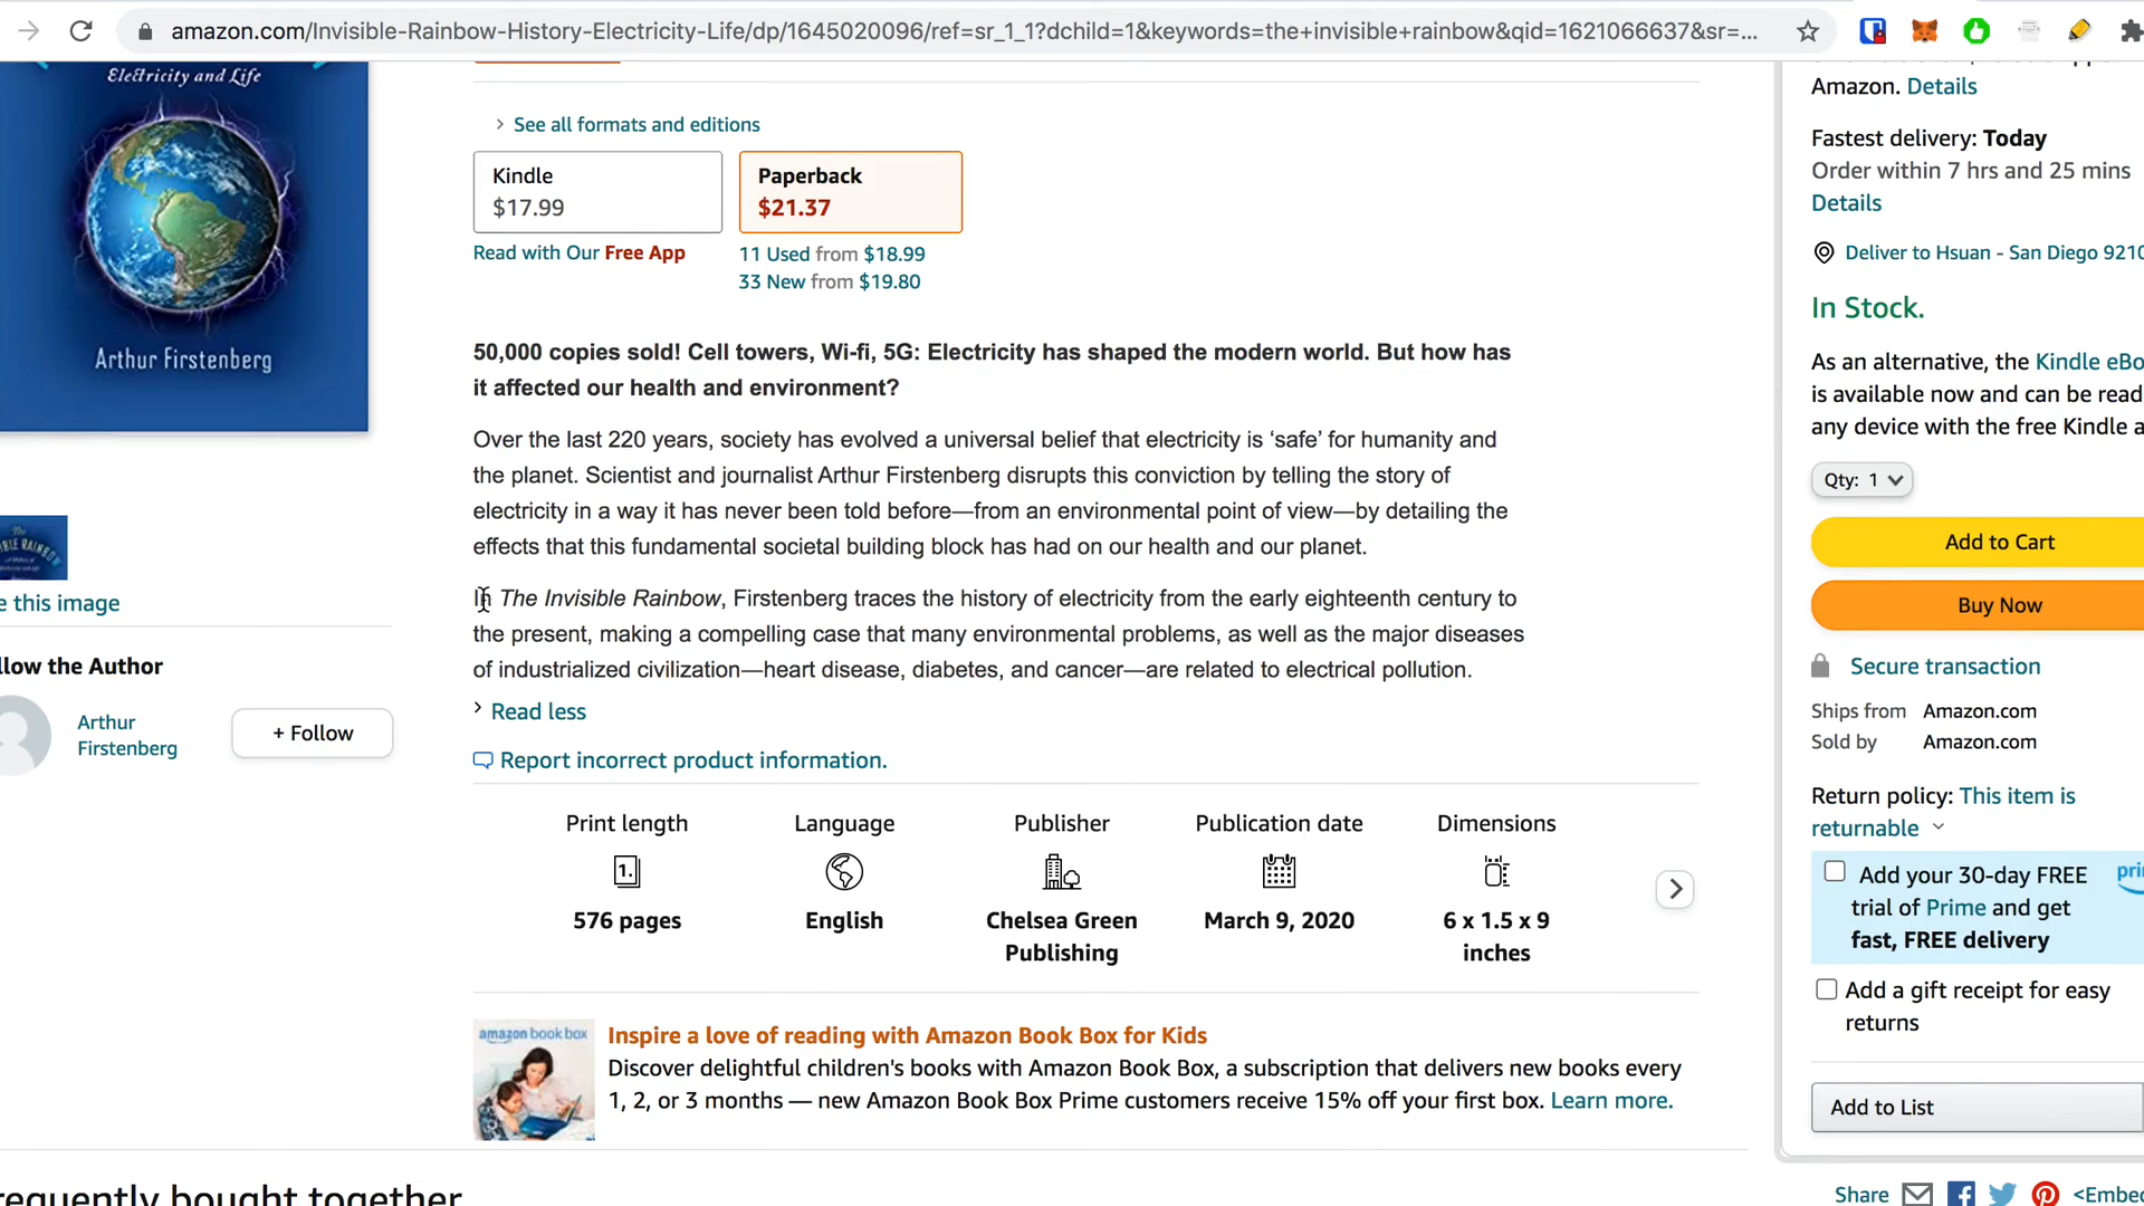 amazon.com/Invisible-Rainbow-History-Electricity-Life/dp/1645020096/ref=sr_1_1?dchild=1&keywords=the+invisible+rainbow&qid=1621066637&sr=...
Electricity and Life
Arthur Firstenberg
IBLE RAINBOW
e this image
llow the Author
Arthur
Firstenberg
+ Follow
See all formats and editions
Kindle
$17.99
Read with Our Free App
Paperback
$21.37
11 Used from $18.99
33 New from $19.80
50,000 copies sold! Cell towers, Wi-fi, 5G: Electricity has shaped the modern world. But how has
it affected our health and environment?
Over the last 220 years, society has evolved a universal belief that electricity is ‘safe’ for humanity and
the planet. Scientist and journalist Arthur Firstenberg disrupts this conviction by telling the story of
electricity in a way it has never been told before—from an environmental point of view—by detailing the
effects that this fundamental societal building block has had on our health and our planet.
In The Invisible Rainbow, Firstenberg traces the history of electricity from the early eighteenth century to
the present, making a compelling case that many environmental problems, as well as the major diseases
of industrialized civilization—heart disease, diabetes, and cancer—are related to electrical pollution.
Read less
Report incorrect product information.
Print length
576 pages
Language
English
Publisher
Chelsea Green
Publishing
Publication date
March 9, 2020
Dimensions
6 x 1.5 x 9
inches
amazon book box
Inspire a love of reading with Amazon Book Box for Kids
Discover delightful children's books with Amazon Book Box, a subscription that delivers new books every
1, 2, or 3 months — new Amazon Book Box Prime customers receive 15% off your first box. Learn more.
requently bought together
Amazon. Details
Fastest delivery: Today
Order within 7 hrs and 25 mins
Details
Deliver to Hsuan - San Diego 9210
In Stock.
As an alternative, the Kindle eBo
is available now and can be read
any device with the free Kindle a
Qty: 1
Add to Cart
Buy Now
Secure transaction
Ships from Amazon.com
Sold by Amazon.com
Return policy: This item is
returnable
Add your 30-day FREE
trial of Prime and get
fast, FREE delivery
pri
Add a gift receipt for easy
returns
Add to List
Share <Embed